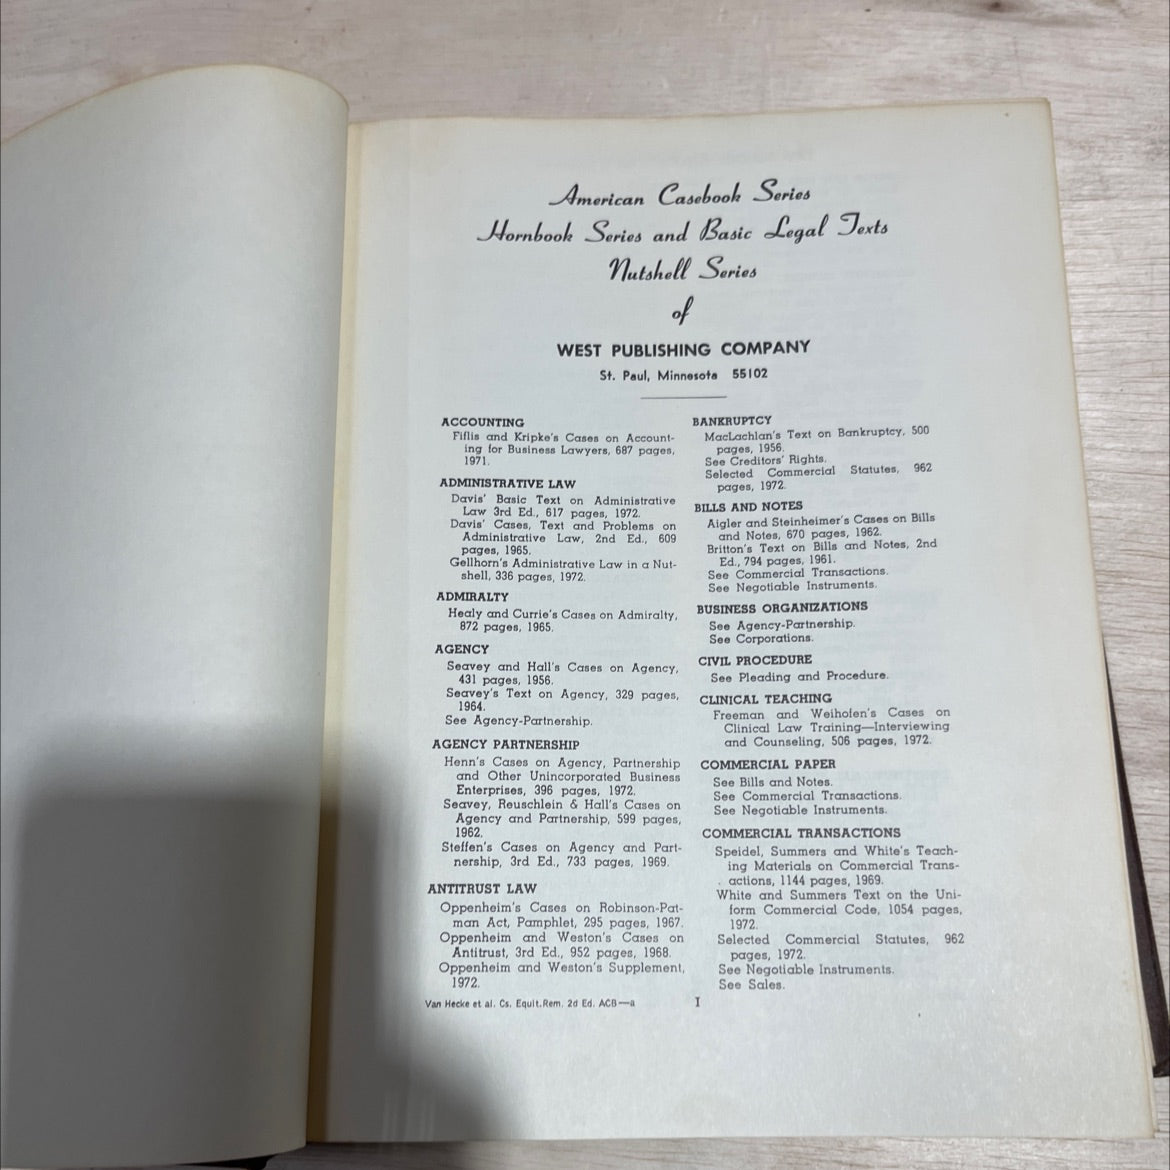 American Casebook Series
Hornbook Series and Basic Legal Texts
Nutshell Series
of
WEST PUBLISHING COMPANY
St. Paul, Minnesota 55102
ACCOUNTING
Fiflis and Kripke's Cases on Account-
ing for Business Lawyers, 687 pages,
1971.
ADMINISTRATIVE LAW
Davis' Basic Text on Administrative
Law 3rd Ed., 617 pages, 1972.
Davis' Cases, Text and Problems on
Administrative Law, 2nd Ed., 609
pages, 1965.
Gellhorn's Administrative Law in a Nut-
shell, 336 pages, 1972.
ADMIRALTY
Healy and Currie's Cases on Admiralty,
872 pages, 1965.
AGENCY
Seavey and Hall's Cases on Agency,
431 pages, 1956.
Seavey's Text on Agency, 329 pages,
1964.
See Agency-Partnership.
AGENCY PARTNERSHIP
Henn's Cases on Agency, Partnership
and Other Unincorporated Business
Enterprises, 396 pages, 1972.
Seavey, Reuschlein & Hall's Cases on
Agency and Partnership, 599 pages,
1962.
Steffen's Cases on Agency and Part-
nership, 3rd Ed., 733 pages, 1969.
ANTITRUST LAW
Oppenheim's Cases on Robinson-Pat-
man Act, Pamphlet, 295 pages, 1967.
Oppenheim and Weston's Cases on
Antitrust, 3rd Ed., 952 pages, 1968.
Oppenheim and Weston's Supplement,
1972.
BANKRUPTCY
MacLachlan's Text on Bankruptcy, 500
pages, 1956.
See Creditors' Rights.
Selected Commercial Statutes, 962
pages, 1972.
BILLS AND NOTES
Aigler and Steinheimer's Cases on Bills
and Notes, 670 pages, 1962.
Britton's Text on Bills and Notes, 2nd
Ed., 794 pages, 1961.
See Commercial Transactions.
See Negotiable Instruments.
BUSINESS ORGANIZATIONS
See Agency-Partnership.
See Corporations.
CIVIL PROCEDURE
See Pleading and Procedure.
CLINICAL TEACHING
Freeman and Weihofen's Cases on
Clinical Law Training—Interviewing
and Counseling, 506 pages, 1972.
COMMERCIAL PAPER
See Bills and Notes.
See Commercial Transactions.
See Negotiable Instruments.
COMMERCIAL TRANSACTIONS
Speidel, Summers and White's Teach-
ing Materials on Commercial Trans-
actions, 1144 pages, 1969.
White and Summers Text on the Uni-
form Commercial Code, 1054 pages,
1972.
Selected Commercial Statutes, 962
pages, 1972.
See Negotiable Instruments.
See Sales.
Van Hecke et al. Cs. Equit.Rem. 2d Ed. ACB—a
I